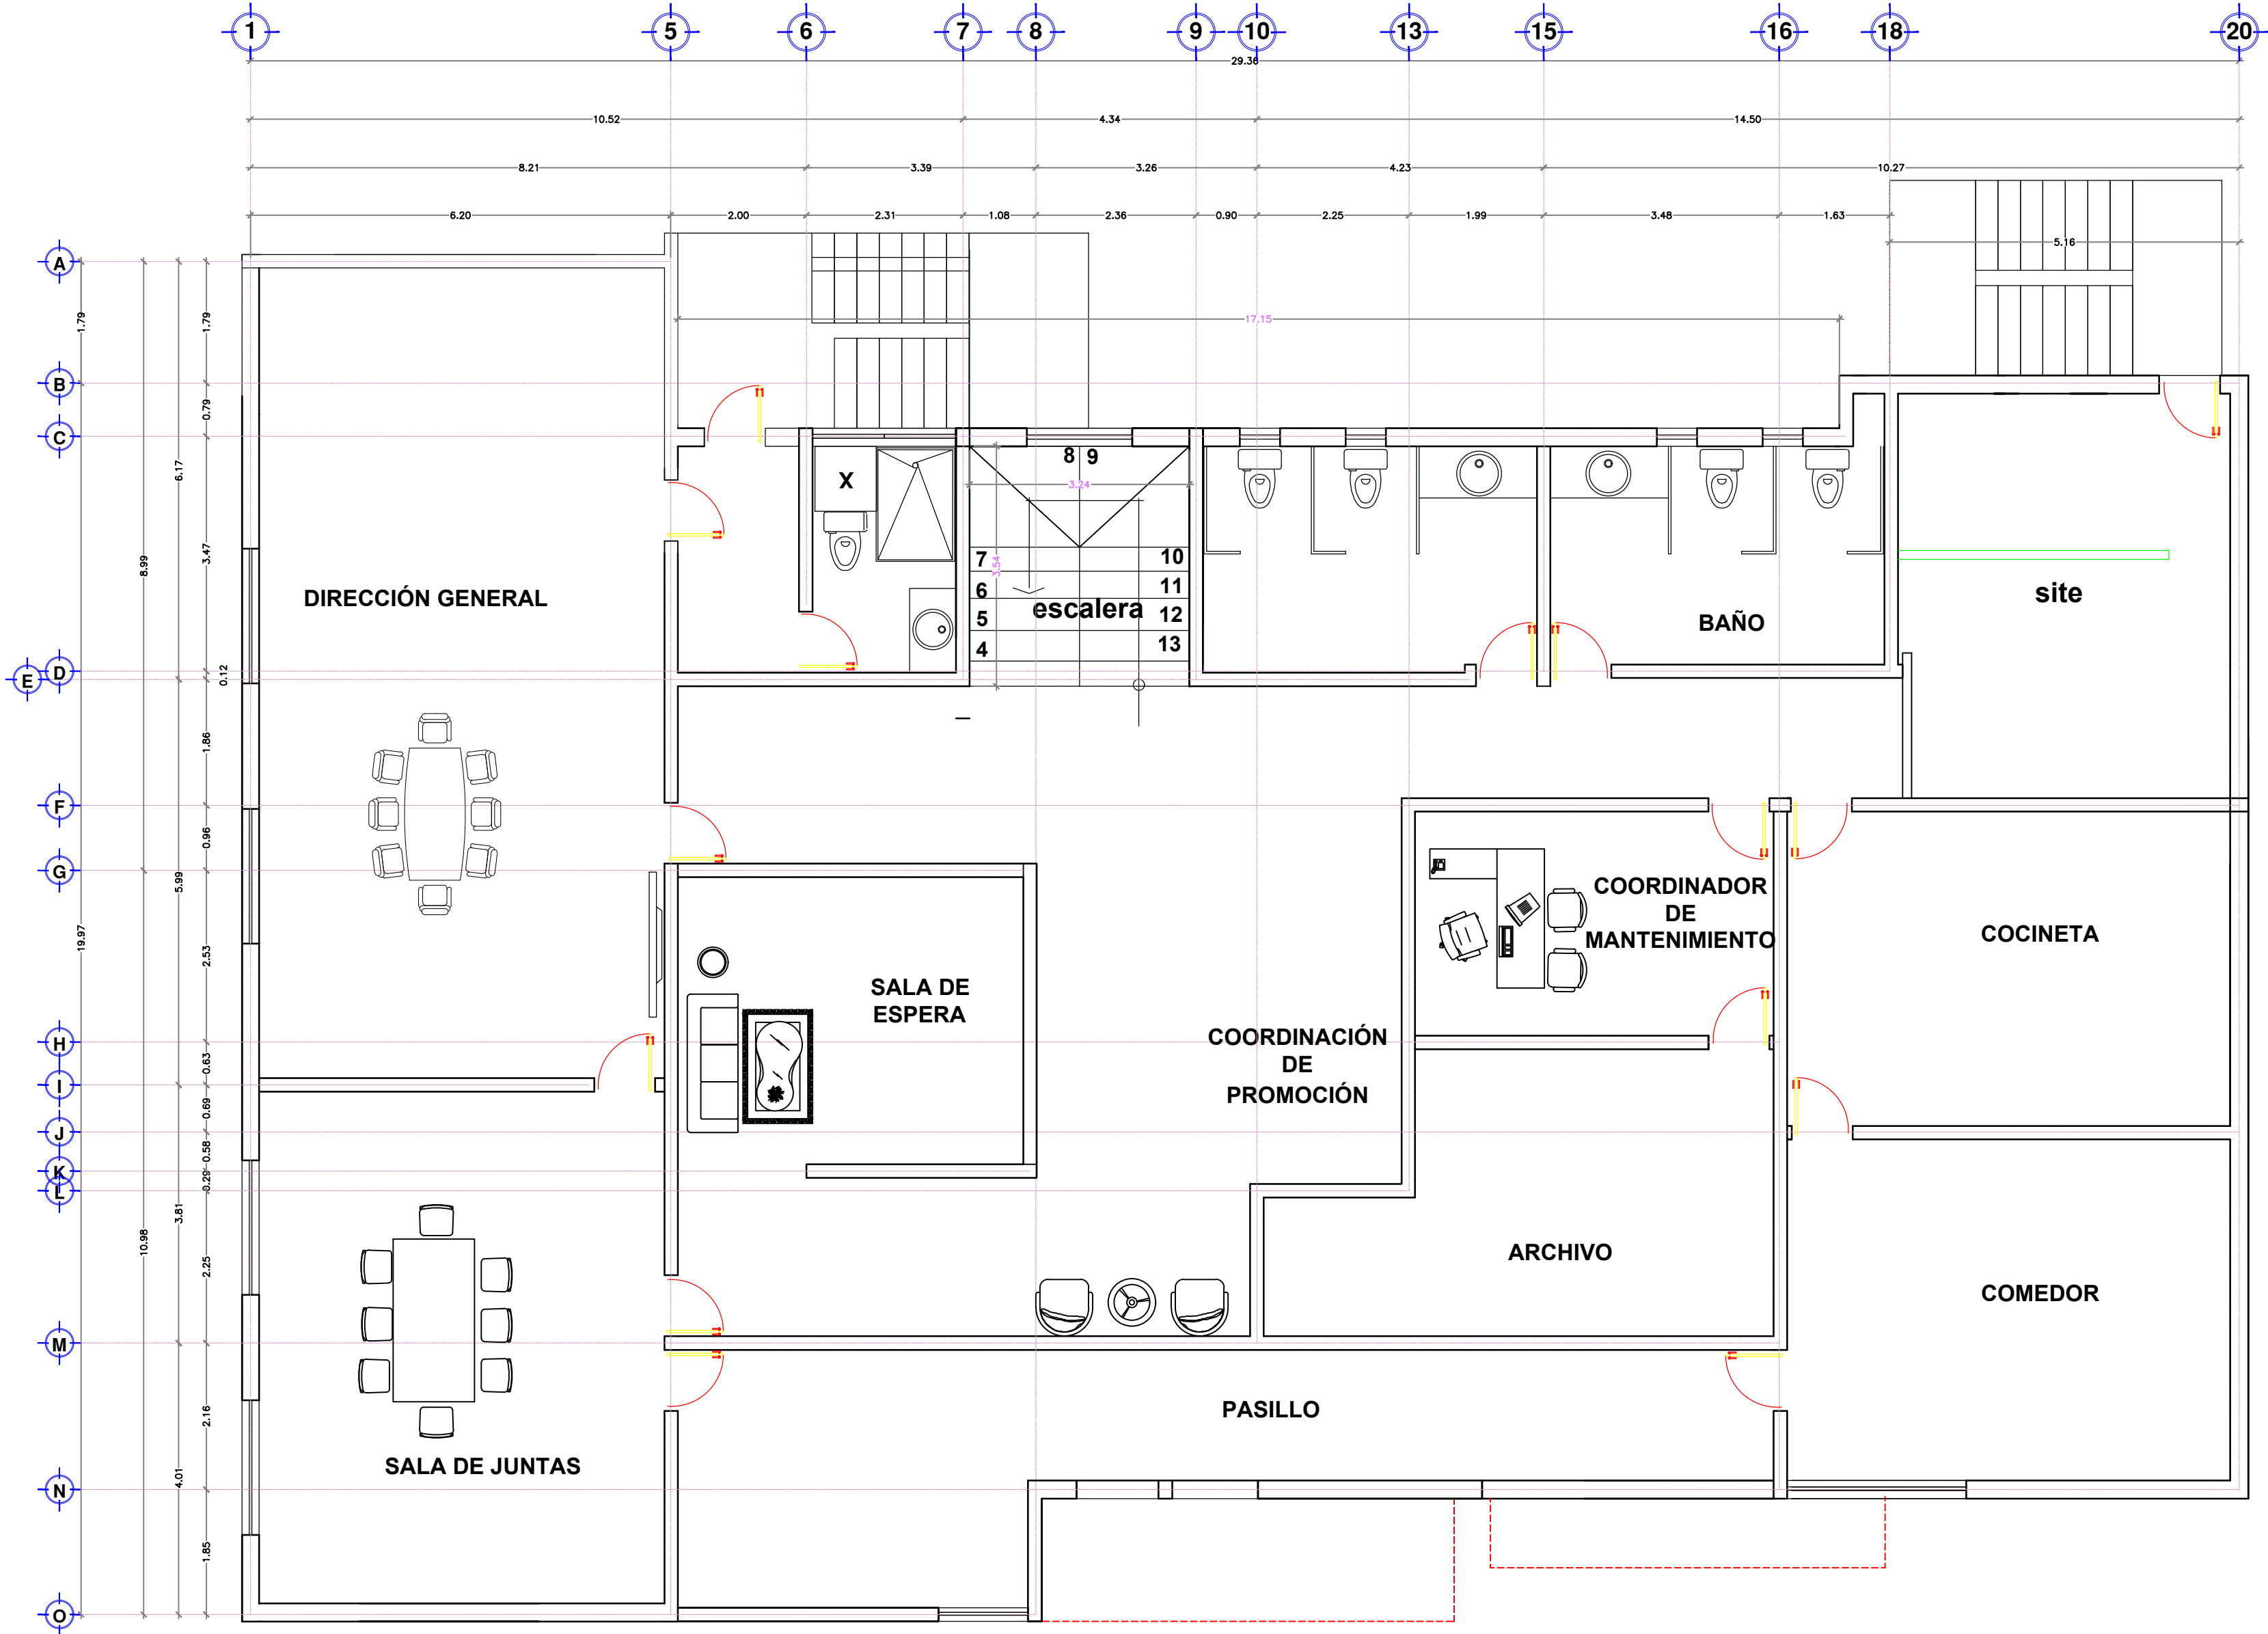 1 5 6 7 8 9 10 13 15 16 18 20
29.36
10.52 4.34 14.50
8.21 3.39 3.26 4.23 10.27
6.20 2.00 2.31 1.08 2.36 0.90 2.25 1.99 3.48 1.63
5.16
A
1.79 1.79
17.15
B
0.79
C
8 9
6.17
X
3.24
3.47
8.99
7 10
3.54
6 11
DIRECCIÓN GENERAL
escalera
site
5 12
BAÑO
4 13
0.12
E D
1.86
F
0.96
G
5.99
COORDINADOR
DE
MANTENIMIENTO
19.97
2.53
COCINETA
SALA DE
ESPERA
H
COORDINACIÓN
DE
PROMOCIÓN
0.63
I
0.69
J
0.58
K
0.29
L
3.81
10.98
2.25
ARCHIVO
COMEDOR
M
2.16
PASILLO
SALA DE JUNTAS
4.01
N
1.85
O